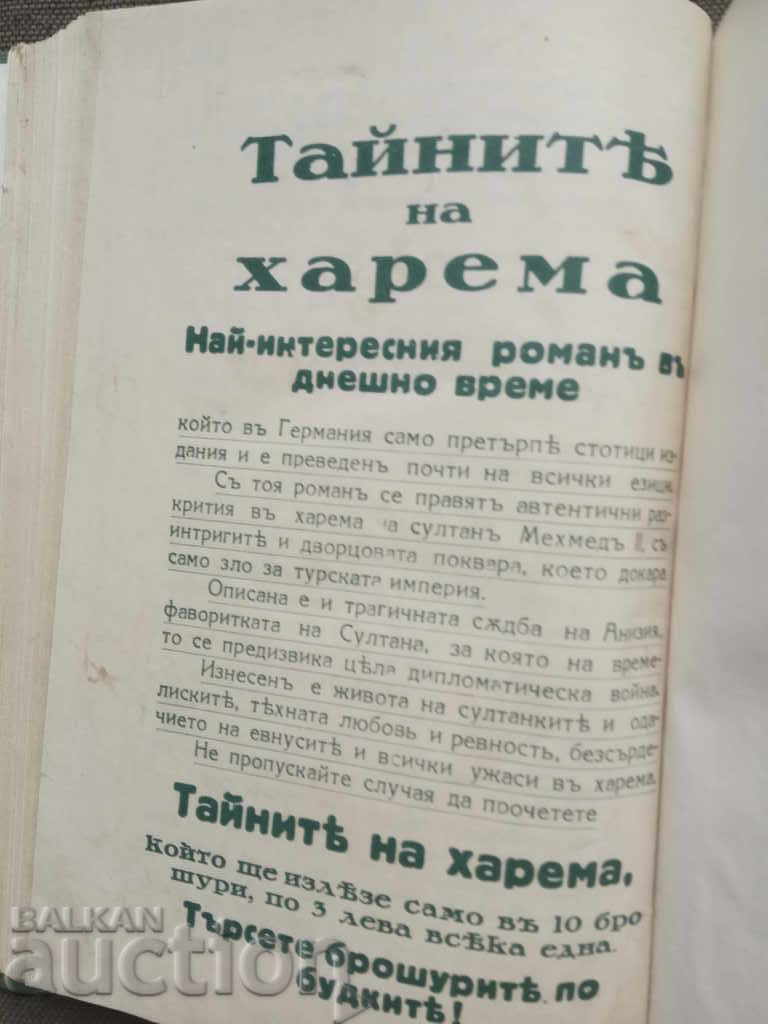 Тайнитѣ
на
харема
Най-интересния романъ въ
днешно време
който въ Германия само претърпѣ стотици из-
дания и е преведенъ почти на всички езици.
Съ тоя романъ се правятъ автентични раз-
крития въ харема на султанъ Мехмедъ II, съ
интригитѣ и дворцовата поквара, което докара
само зло за турската империя.
Описана е и трагичната сѫдба на Анизия,
фаворитката на Султана, за която на време-
то се предизвика цѣла дипломатическа война.
Изнесенъ е живота на султанкитѣ и ода-
лискитѣ, тѣхната любовь и ревность, безсърде-
чието на евнуситѣ и всички ужаси въ харема.
Не пропускайте случая да прочетете
Тайнитѣ на харема,
който ще излѣзе само въ 10 бро
шури, по 3 лева всѣка една.
Търсете брошуритѣ по
будкитѣ!
BALKAN
auction